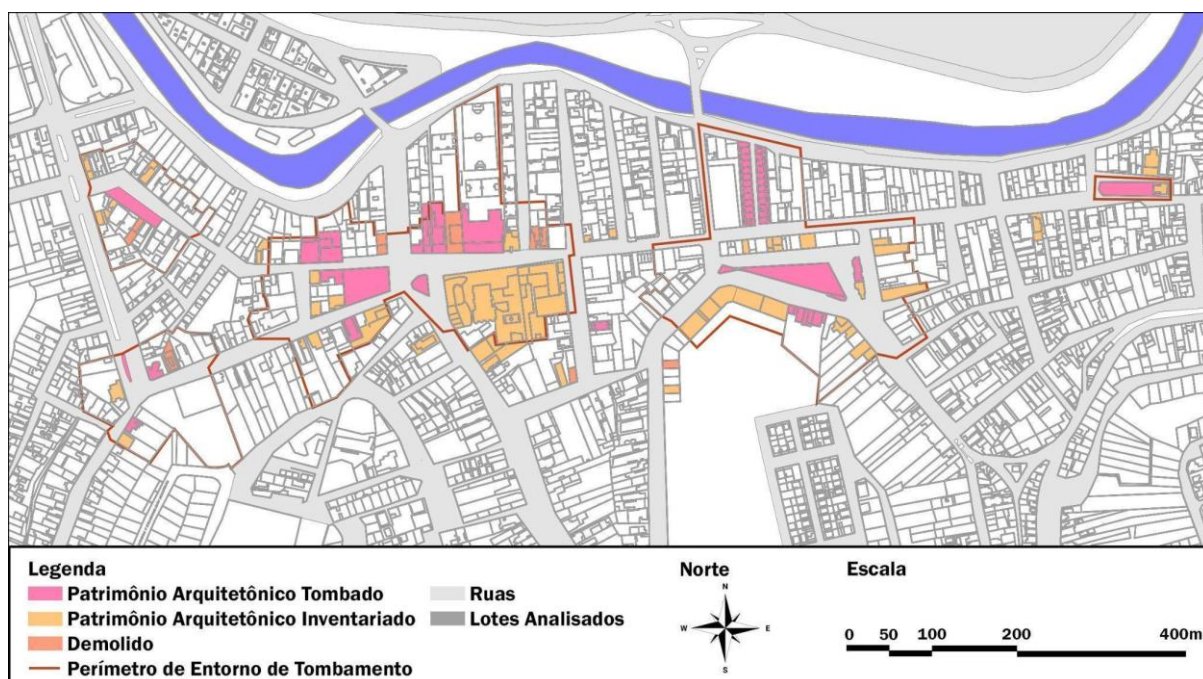 Legenda
Patrimônio Arquitetônico Tombado
Patrimônio Arquitetônico Inventariado
Demolido
Perímetro de Entorno de Tombamento
Ruas
Lotes Analisados
Norte
N
W E
S
Escala
0 50 100 200 400m